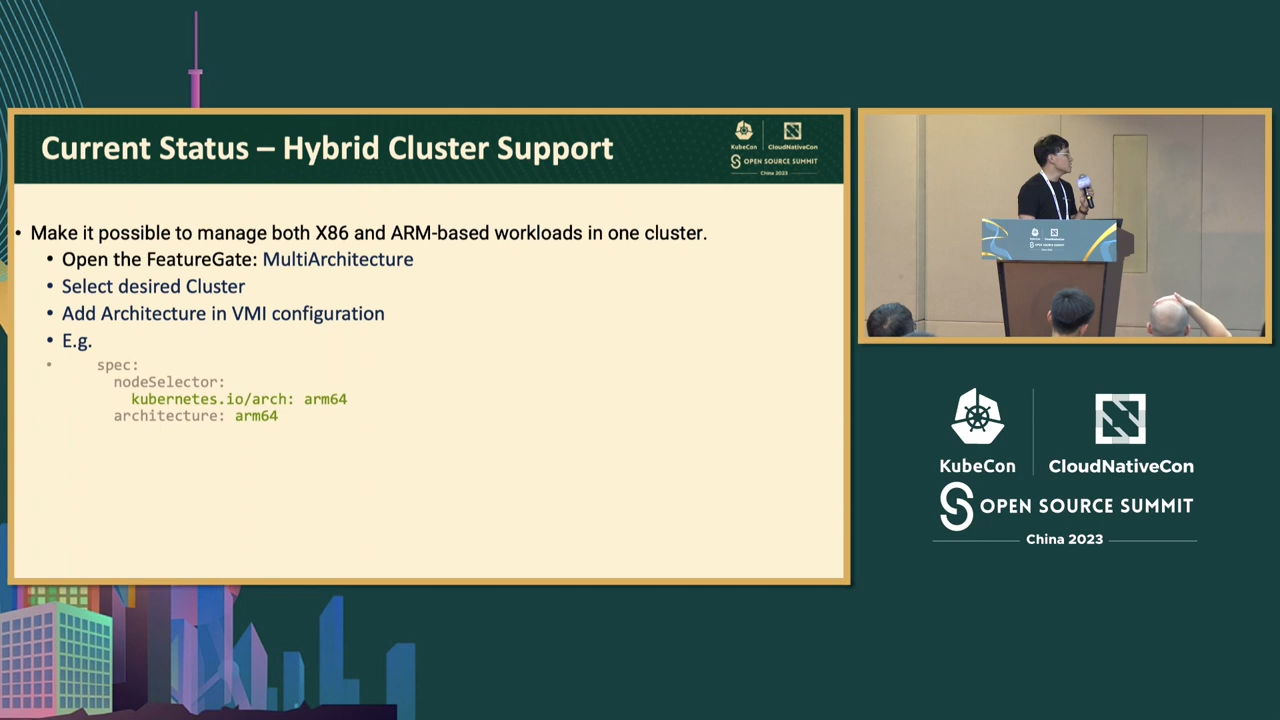 Current Status – Hybrid Cluster Support
KubeCon
CloudNativeCon
OPEN SOURCE SUMMIT
China 2023
• Make it possible to manage both X86 and ARM-based workloads in one cluster.
• Open the FeatureGate: MultiArchitecture
• Select desired Cluster
• Add Architecture in VMI configuration
• E.g.
• spec:
nodeSelector:
kubernetes.io/arch: arm64
architecture: arm64
KubeCon
CloudNativeCon
OPEN SOURCE SUMMIT
China 2023